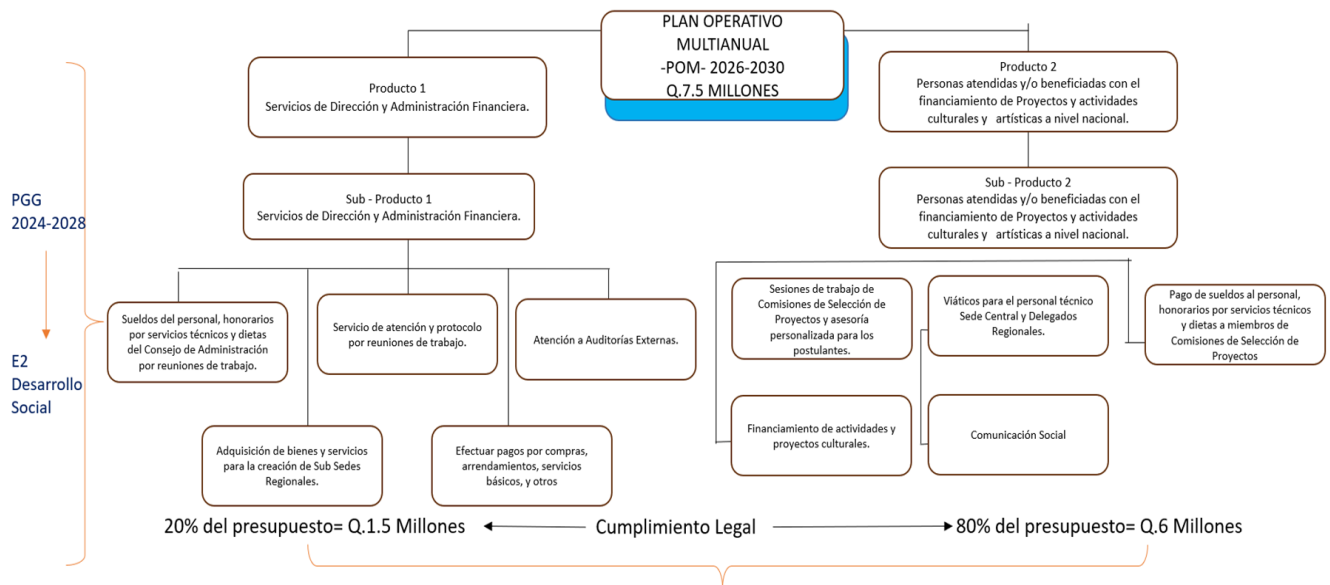 PLAN OPERATIVO
MULTIANUAL
-POM- 2026-2030
Q.7.5 MILLONES
Producto 1
Servicios de Dirección y Administración Financiera.
Producto 2
Personas atendidas y/o beneficiadas con el
financiamiento de Proyectos y actividades
culturales y artísticas a nivel nacional.
Sub - Producto 1
Servicios de Dirección y Administración Financiera.
Sub - Producto 2
Personas atendidas y/o beneficiadas con el
financiamiento de Proyectos y actividades
culturales y artísticas a nivel nacional.
PGG
2024-2028
E2
Desarrollo
Social
Sueldos del personal, honorarios
por servicios técnicos y dietas
del Consejo de Administración
por reuniones de trabajo.
Servicio de atención y protocolo
por reuniones de trabajo.
Atención a Auditorías Externas.
Sesiones de trabajo de
Comisiones de Selección de
Proyectos y asesoría
personalizada para los
postulantes.
Viáticos para el personal técnico
Sede Central y Delegados
Regionales.
Pago de sueldos al personal,
honorarios por servicios técnicos
y dietas a miembros de
Comisiones de Selección de
Proyectos
Adquisición de bienes y servicios
para la creación de Sub Sedes
Regionales.
Efectuar pagos por compras,
arrendamientos, servicios
básicos, y otros
Financiamiento de actividades y
proyectos culturales.
Comunicación Social
20% del presupuesto= Q.1.5 Millones
Cumplimiento Legal
80% del presupuesto= Q.6 Millones